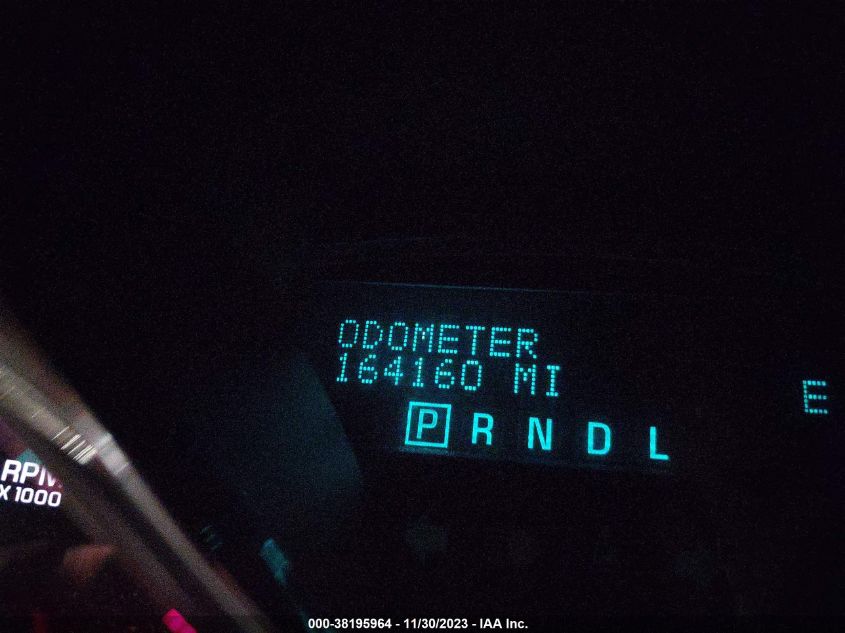 ODOMETER
164160 MI
P R N D L
E
RPM
X 1000
000-38195964 - 11/30/2023 - IAA Inc.